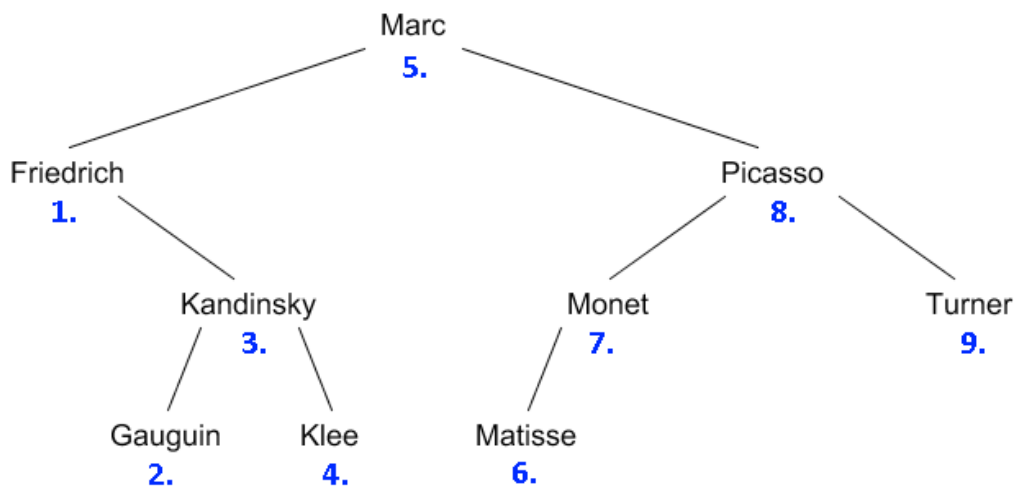 Marc
5.
Friedrich
Picasso
1.
8.
Kandinsky
Monet
Turner
3.
7.
9.
Gauguin
Klee
Matisse
2.
4.
6.